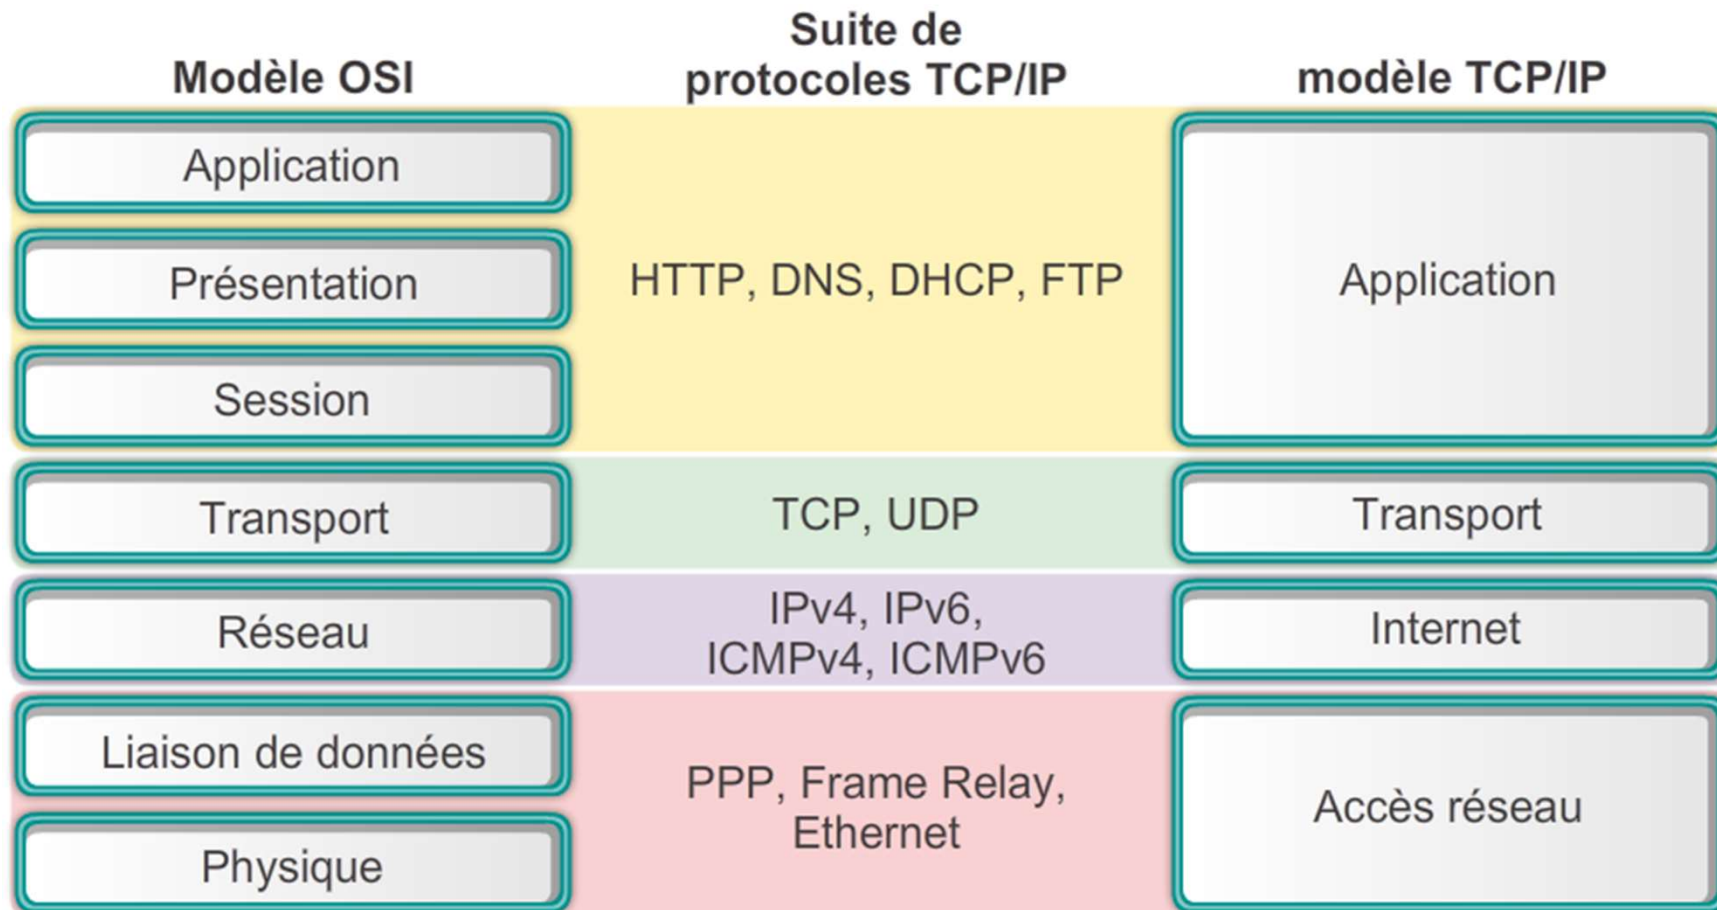 Modèle OSI
Suite de
protocoles TCP/IP
modèle TCP/IP
Application
Présentation
Session
HTTP, DNS, DHCP, FTP
Application
Transport
TCP, UDP
Transport
Réseau
IPv4, IPv6,
ICMPv4, ICMPv6
Internet
Liaison de données
Physique
PPP, Frame Relay,
Ethernet
Accès réseau